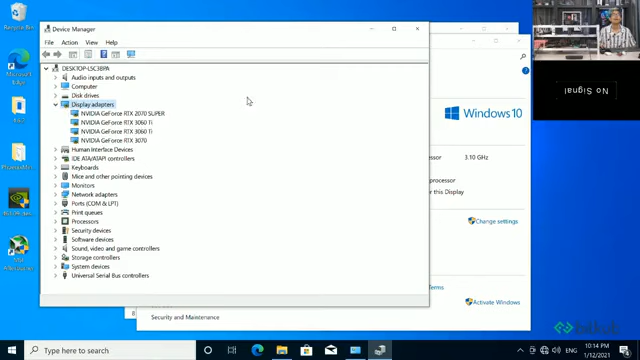 Recycle Bin
Device Manager
File Action View Help
DESKTOP-LSC3BPA
Audio inputs and outputs
Computer
Disk drives
Display adapters
NVIDIA GeForce RTX 2070 SUPER
NVIDIA GeForce RTX 3060 Ti
NVIDIA GeForce RTX 3060 Ti
NVIDIA GeForce RTX 3070
Human Interface Devices
IDE ATA/ATAPI controllers
Keyboards
Mice and other pointing devices
Monitors
Network adapters
Ports (COM & LPT)
Print queues
Processors
Security devices
Software devices
Sound, video and game controllers
Storage controllers
System devices
Universal Serial Bus controllers
Microsoft
Edge
No Signal
Windows 10
processor
3.10 GHz
processor
for this Display
Change settings
Terms
Activate Windows
Security and Maintenance
Type here to search
ENG
10:14 PM
1/12/2021